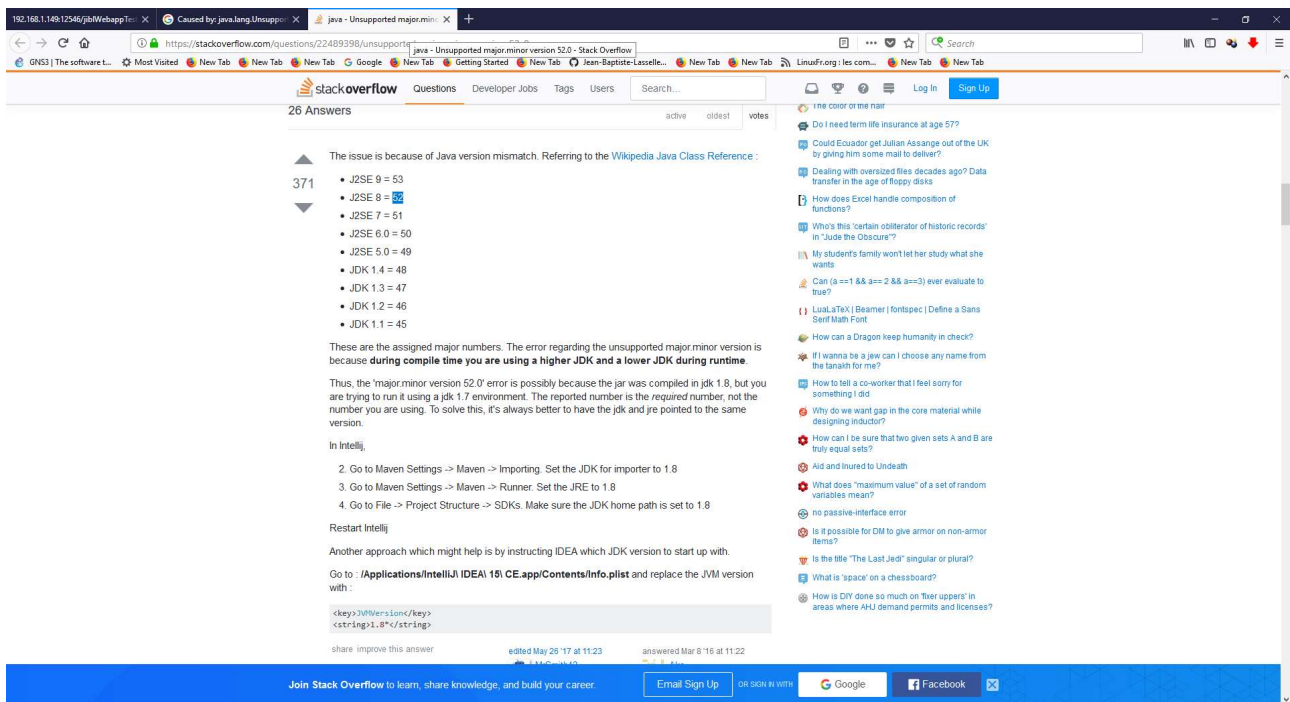 192.168.1.149:12546/jiblWebappTe
Caused by: java.lang.Unsuppor
java - Unsupported major.mino
https://stackoverflow.com/questions/22489398/unsupporte
Search
java - Unsupported major.minor version 52.0 - Stack Overflow
GNS3 | The software t...
Most Visited
New Tab
New Tab
New Tab
Google
New Tab
Getting Started
New Tab
Jean-Baptiste-Lasselle...
New Tab
New Tab
LinuxFr.org : les com...
New Tab
New Tab
stackoverflow
Questions
Developer Jobs
Tags
Users
Search...
Log In
Sign Up
26 Answers
active
oldest
votes
The issue is because of Java version mismatch. Referring to the Wikipedia Java Class Reference :
371
• J2SE 9 = 53
• J2SE 8 = 52
• J2SE 7 = 51
• J2SE 6.0 = 50
• J2SE 5.0 = 49
• JDK 1.4 = 48
• JDK 1.3 = 47
• JDK 1.2 = 46
• JDK 1.1 = 45
These are the assigned major numbers. The error regarding the unsupported major.minor version is
because during compile time you are using a higher JDK and a lower JDK during runtime.
Thus, the 'major.minor version 52.0' error is possibly because the jar was compiled in jdk 1.8, but you
are trying to run it using a jdk 1.7 environment. The reported number is the required number, not the
number you are using. To solve this, it's always better to have the jdk and jre pointed to the same
version.
In Intellij,
2. Go to Maven Settings -> Maven -> Importing. Set the JDK for importer to 1.8
3. Go to Maven Settings -> Maven -> Runner. Set the JRE to 1.8
4. Go to File -> Project Structure -> SDKs. Make sure the JDK home path is set to 1.8
Restart Intellij
Another approach which might help is by instructing IDEA which JDK version to start up with.
Go to : /Applications/IntelliJ\ IDEA\ 15\ CE.app/Contents/Info.plist and replace the JVM version
with :
<key>JVMVersion</key>
<string>1.8*</string>
share improve this answer
edited May 26 '17 at 11:23
answered Mar 8 '16 at 11:22
The color of the hair
Do I need term life insurance at age 57?
Could Ecuador get Julian Assange out of the UK
by giving him some mail to deliver?
Dealing with oversized files decades ago? Data
transfer in the age of floppy disks
How does Excel handle composition of
functions?
Who's this 'certain obliterator of historic records'
in "Jude the Obscure"?
My student's family won't let her study what she
wants
Can (a ==1 && a== 2 && a==3) ever evaluate to
true?
LuaLaTeX | Beamer | fontspec | Define a Sans
Serif Math Font
How can a Dragon keep humanity in check?
If I wanna be a jew can I choose any name from
the tanakh for me?
How to tell a co-worker that I feel sorry for
something I did
Why do we want gap in the core material while
designing inductor?
How can I be sure that two given sets A and B are
truly equal sets?
Aid and Inured to Undeath
What does "maximum value" of a set of random
variables mean?
no passive-interface error
Is it possible for DM to give armor on non-armor
items?
Is the title "The Last Jedi" singular or plural?
What is 'space' on a chessboard?
How is DIY done so much on 'fixer uppers' in
areas where AHJ demand permits and licenses?
Join Stack Overflow to learn, share knowledge, and build your career.
Email Sign Up
OR SIGN IN WITH
Google
Facebook